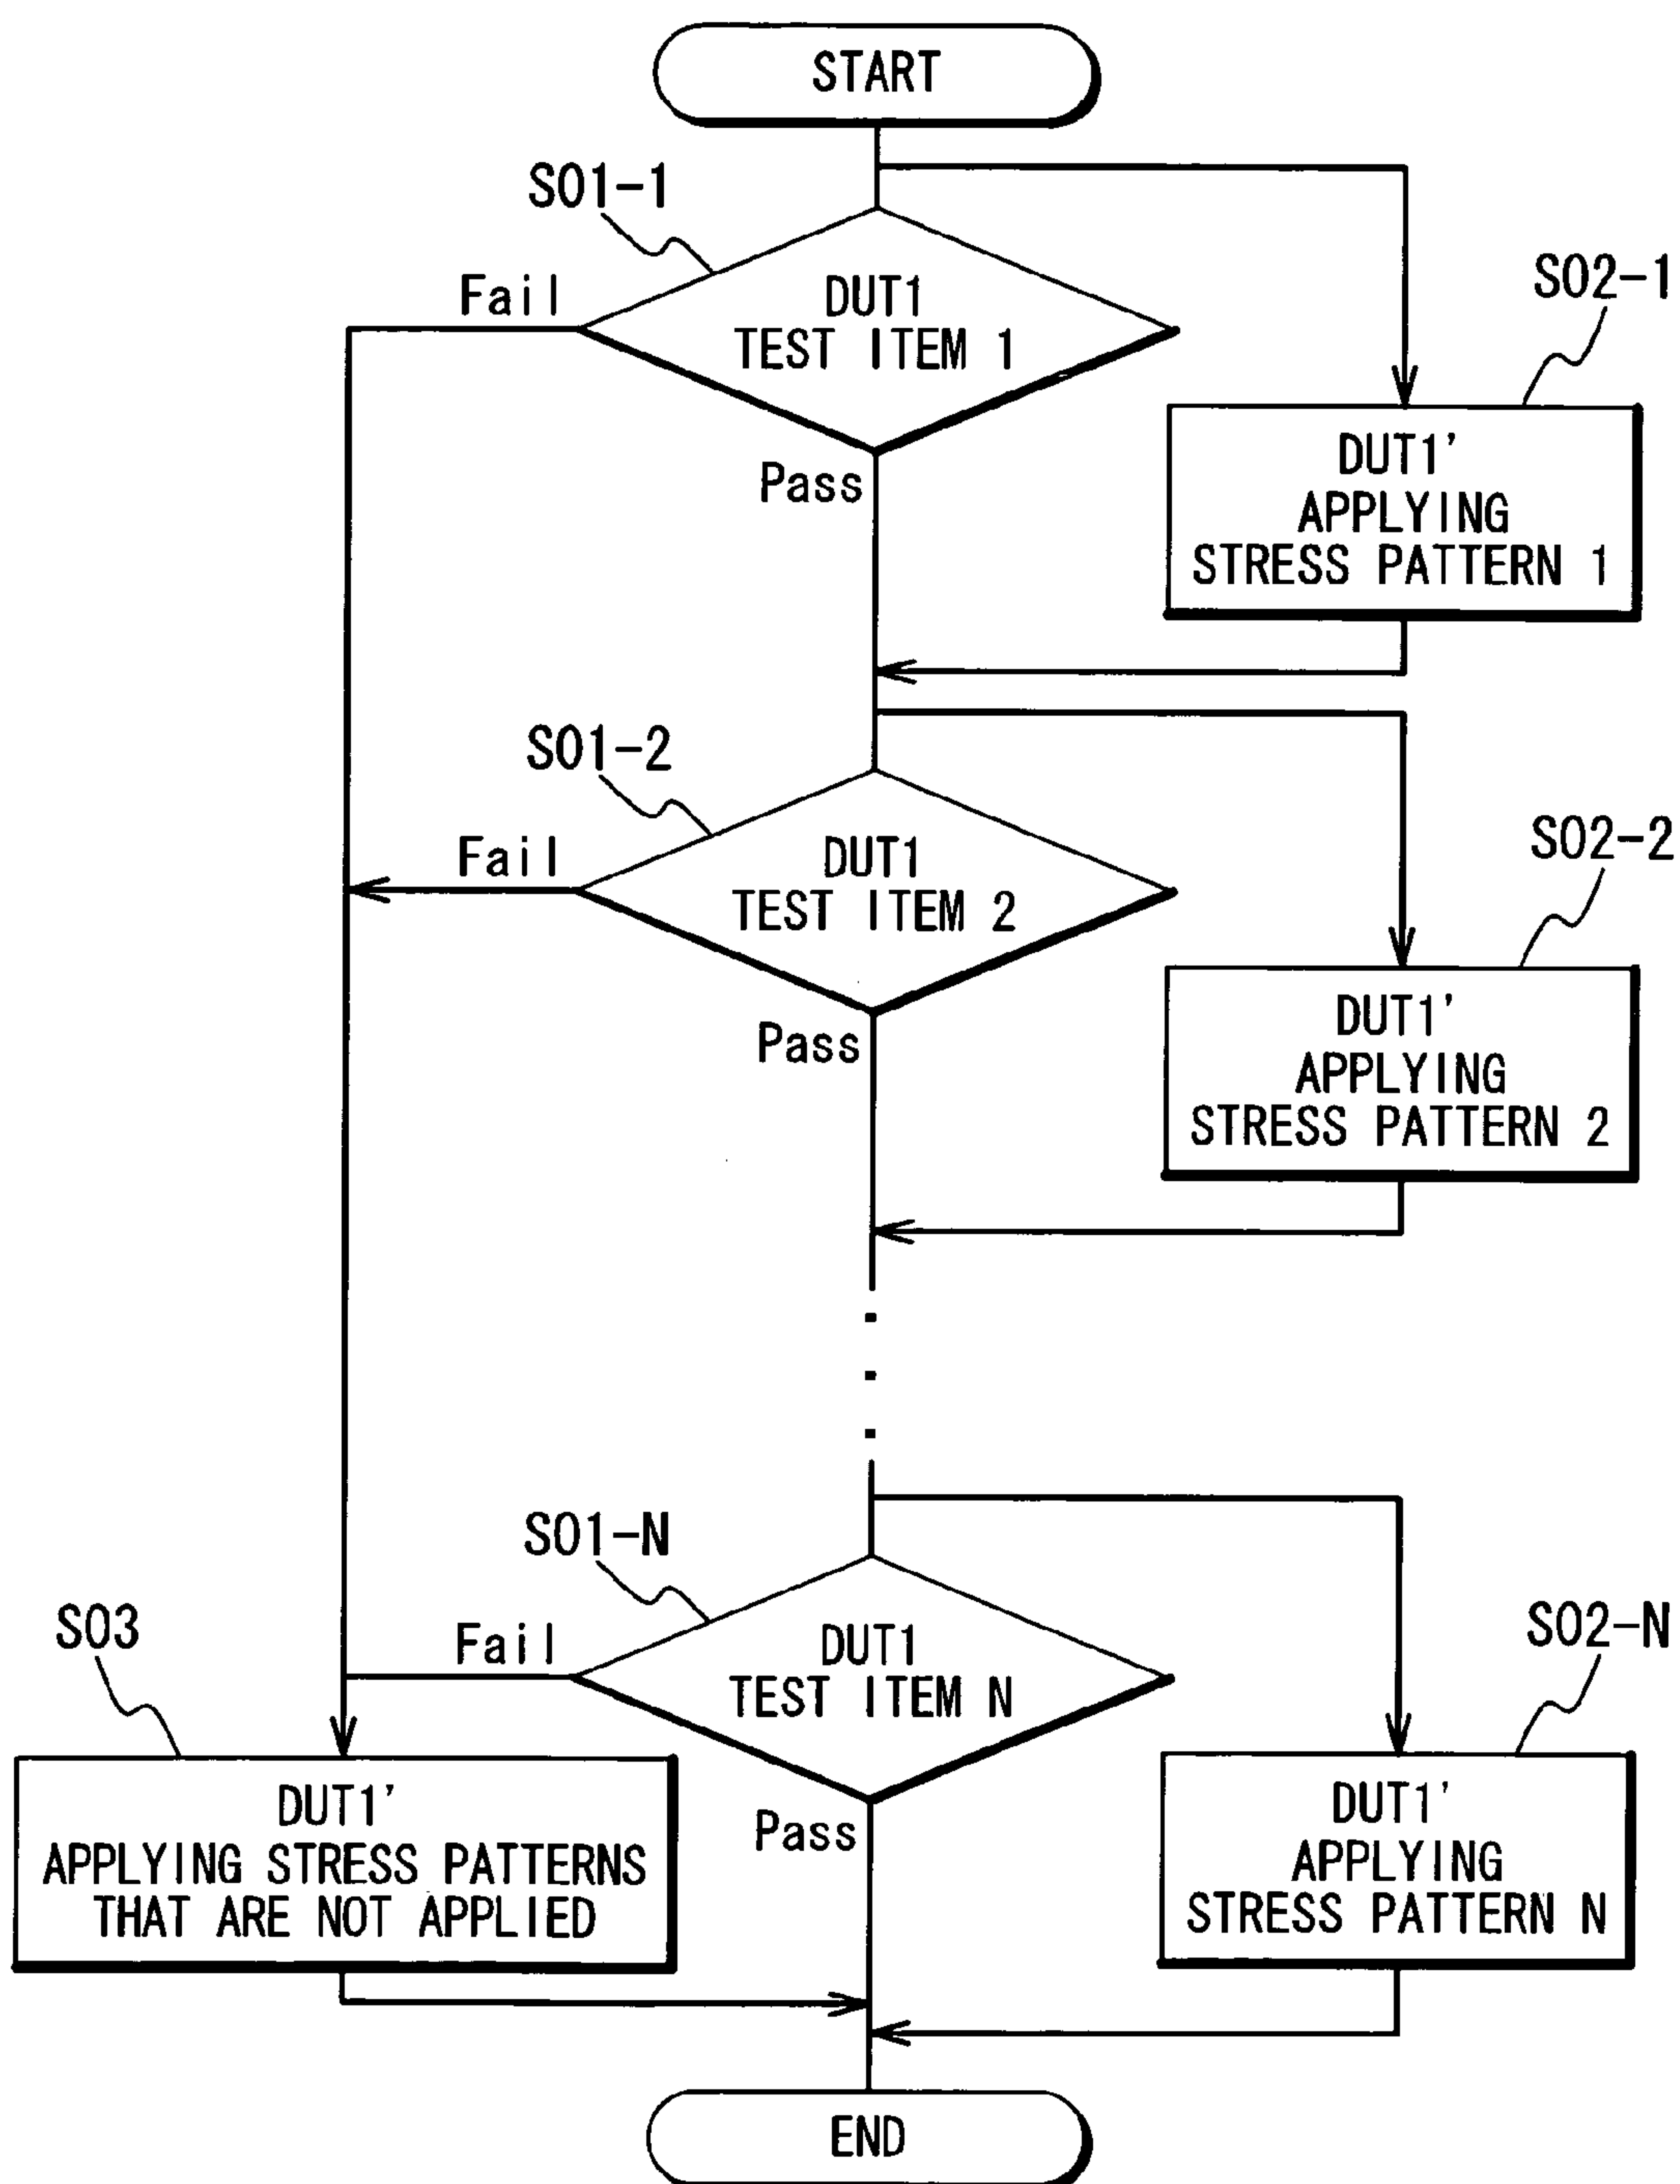 START
S01-1
Fail
DUT1
TEST ITEM 1
Pass
S02-1
DUT1'
APPLYING
STRESS PATTERN 1
S01-2
Fail
DUT1
TEST ITEM 2
Pass
S02-2
DUT1'
APPLYING
STRESS PATTERN 2
S01-N
Fail
DUT1
TEST ITEM N
Pass
S02-N
DUT1'
APPLYING
STRESS PATTERN N
S03
DUT1'
APPLYING STRESS PATTERNS
THAT ARE NOT APPLIED
END